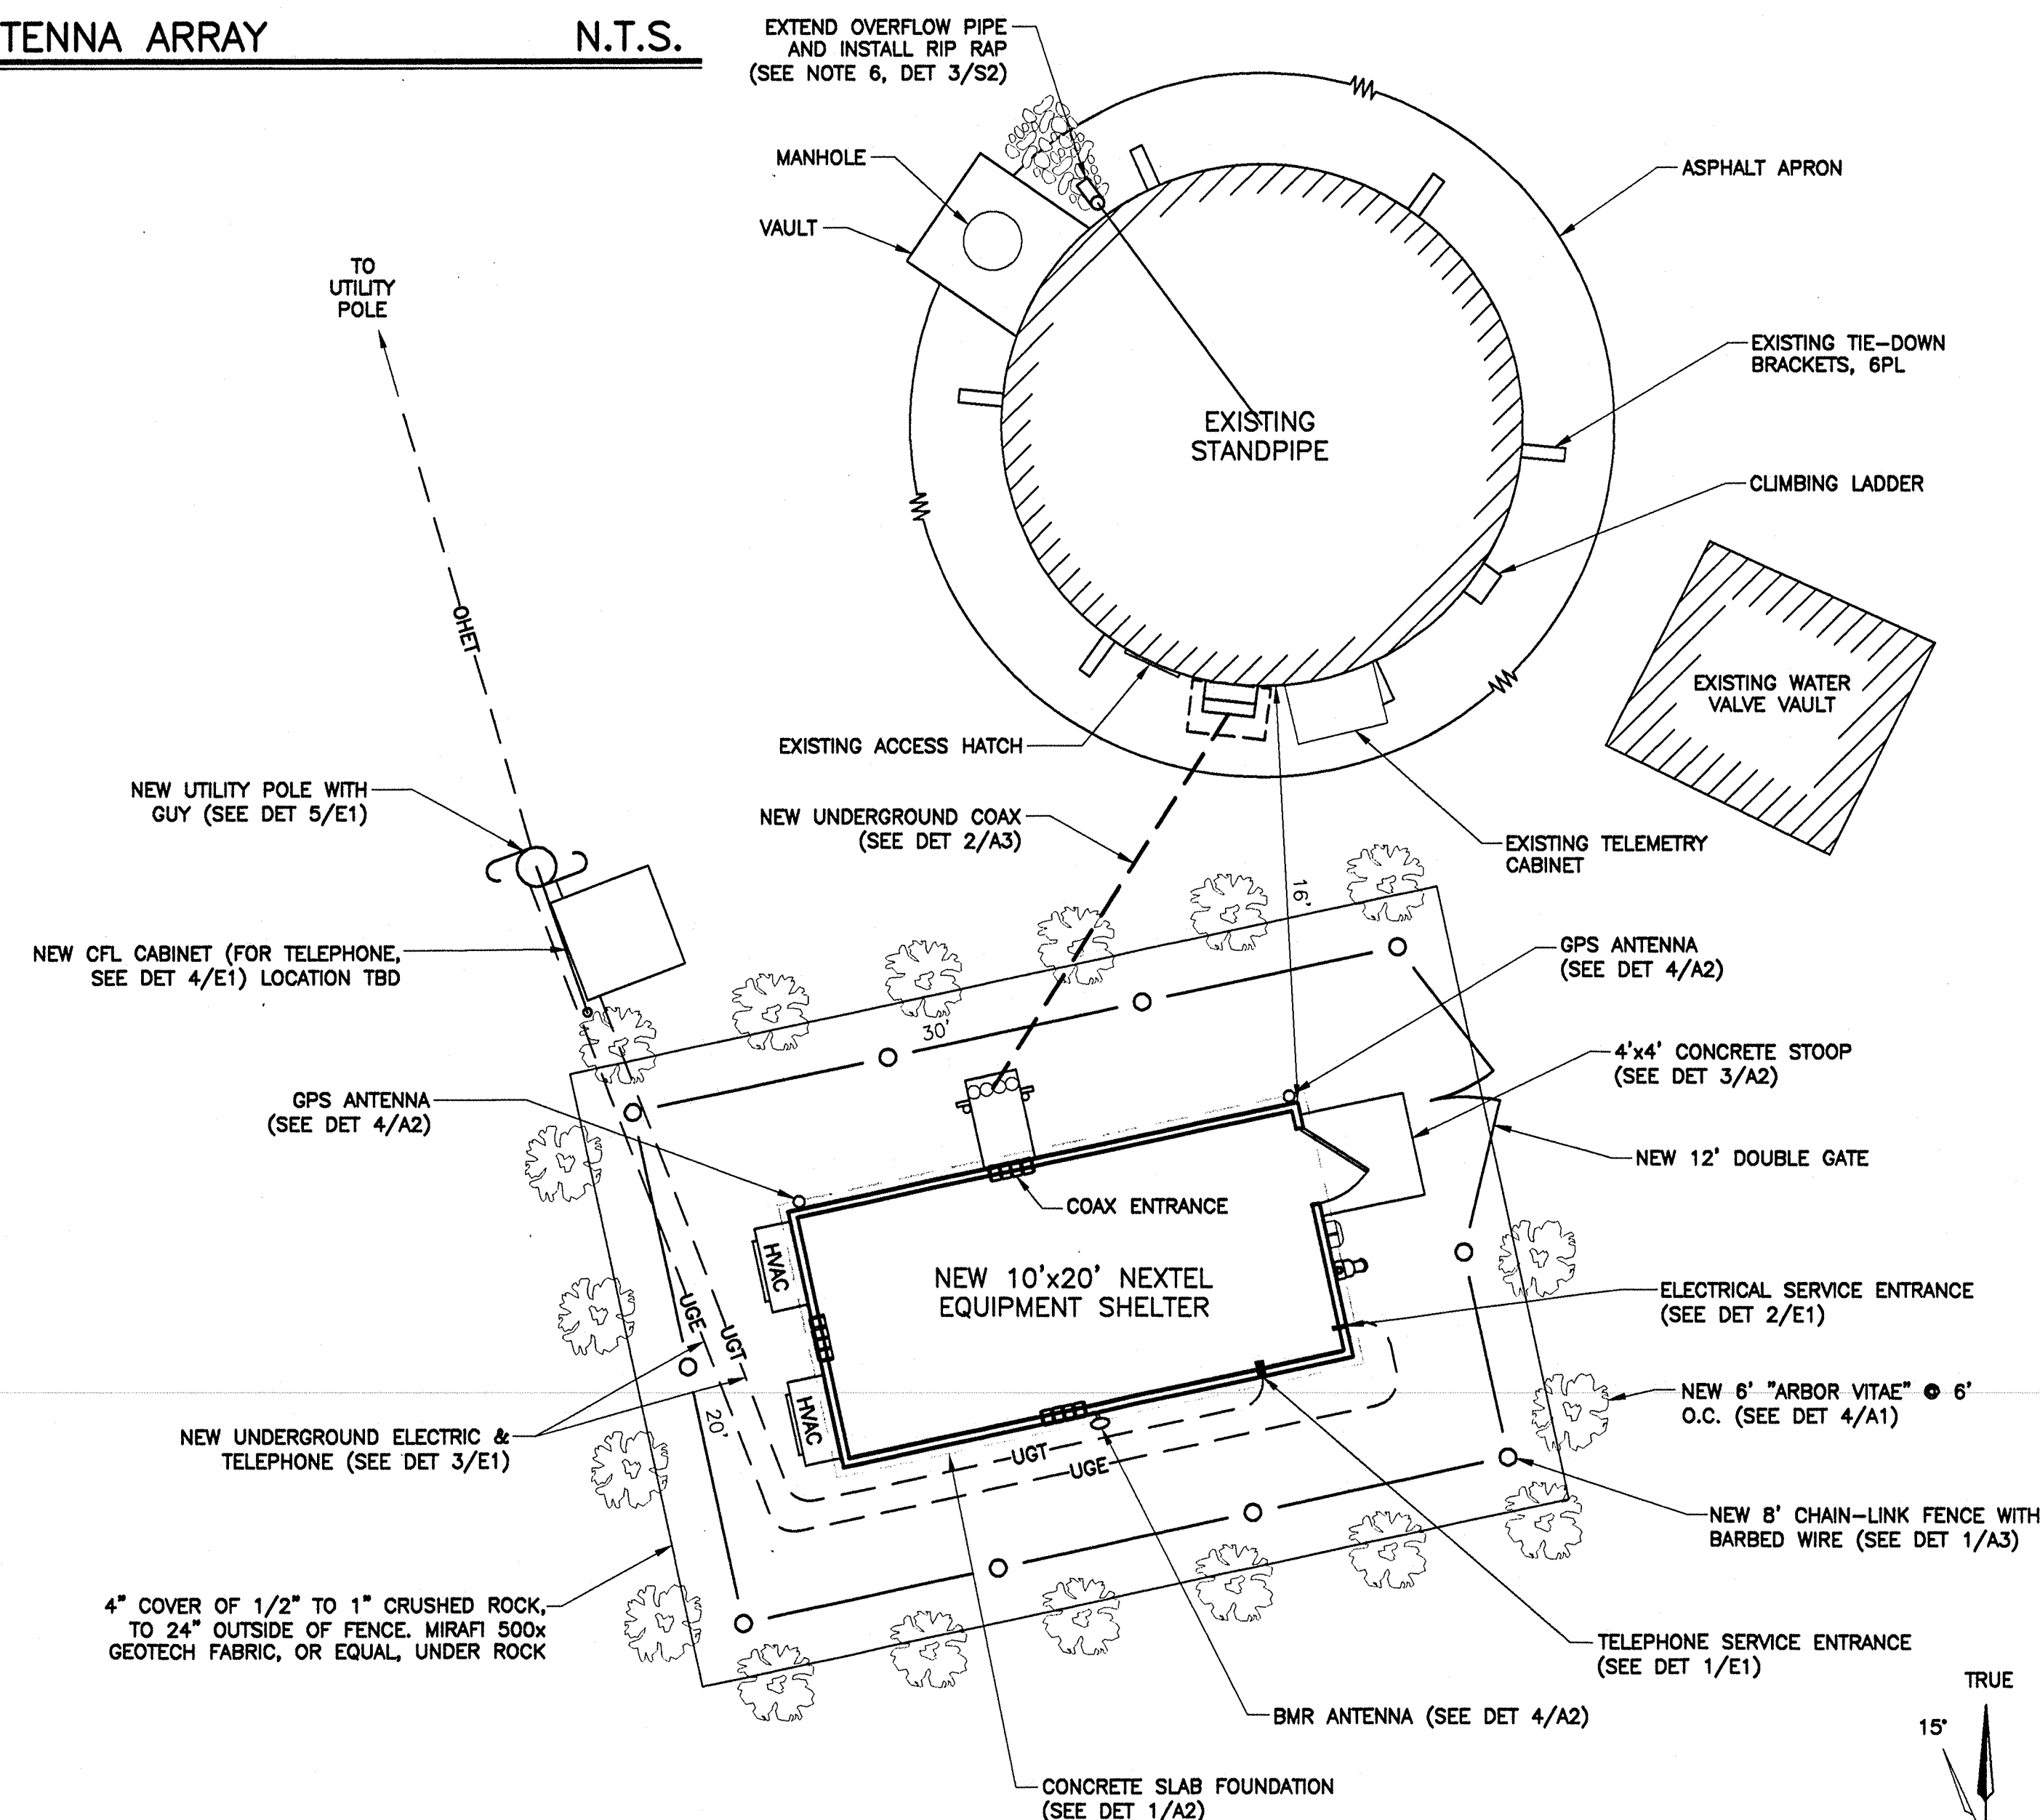 TENNA ARRAY N.T.S.
EXTEND OVERFLOW PIPE
AND INSTALL RIP RAP
(SEE NOTE 6, DET 3/S2)
MANHOLE
VAULT
ASPHALT APRON
TO
UTILITY
POLE
EXISTING TIE-DOWN
BRACKETS, 6PL
EXISTING
STANDPIPE
CLIMBING LADDER
OHET
EXISTING WATER
VALVE VAULT
EXISTING ACCESS HATCH
NEW UTILITY POLE WITH
GUY (SEE DET 5/E1)
NEW UNDERGROUND COAX
(SEE DET 2/A3)
EXISTING TELEMETRY
CABINET
16'
NEW CFL CABINET (FOR TELEPHONE,
SEE DET 4/E1) LOCATION TBD
GPS ANTENNA
(SEE DET 4/A2)
30'
4'x4' CONCRETE STOOP
(SEE DET 3/A2)
GPS ANTENNA
(SEE DET 4/A2)
NEW 12' DOUBLE GATE
COAX ENTRANCE
HVAC
NEW 10'x20' NEXTEL
EQUIPMENT SHELTER
ELECTRICAL SERVICE ENTRANCE
(SEE DET 2/E1)
UGE
UGT
NEW 6' "ARBOR VITAE" @ 6'
O.C. (SEE DET 4/A1)
20'
HVAC
NEW UNDERGROUND ELECTRIC &
TELEPHONE (SEE DET 3/E1)
UGT
UGE
NEW 8' CHAIN-LINK FENCE WITH
BARBED WIRE (SEE DET 1/A3)
4" COVER OF 1/2" TO 1" CRUSHED ROCK,
TO 24" OUTSIDE OF FENCE. MIRAFI 500x
GEOTECH FABRIC, OR EQUAL, UNDER ROCK
TELEPHONE SERVICE ENTRANCE
(SEE DET 1/E1)
TRUE
BMR ANTENNA (SEE DET 4/A2)
15°
CONCRETE SLAB FOUNDATION
(SEE DET 1/A2)